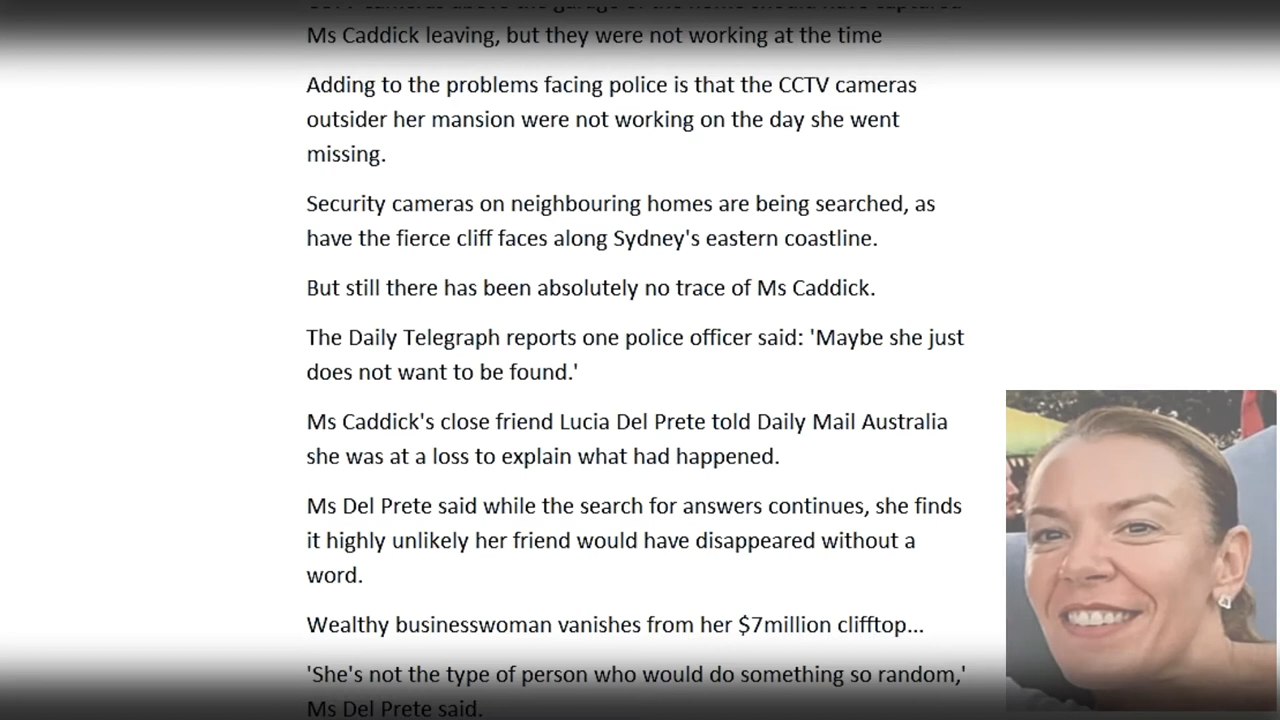 Ms Caddick leaving, but they were not working at the time
Adding to the problems facing police is that the CCTV cameras
outsider her mansion were not working on the day she went
missing.
Security cameras on neighbouring homes are being searched, as
have the fierce cliff faces along Sydney's eastern coastline.
But still there has been absolutely no trace of Ms Caddick.
The Daily Telegraph reports one police officer said: 'Maybe she just
does not want to be found.'
Ms Caddick's close friend Lucia Del Prete told Daily Mail Australia
she was at a loss to explain what had happened.
Ms Del Prete said while the search for answers continues, she finds
it highly unlikely her friend would have disappeared without a
word.
Wealthy businesswoman vanishes from her $7million clifftop...
'She's not the type of person who would do something so random,'
Ms Del Prete said.